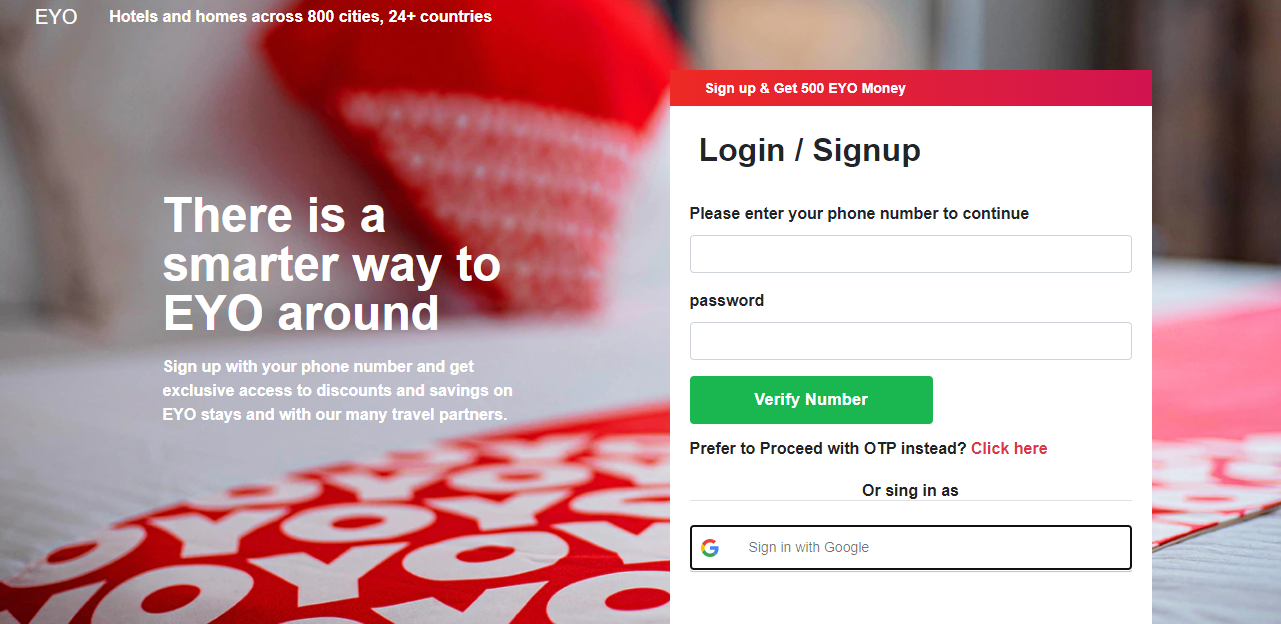 EYO
Hotels and homes across 800 cities, 24+ countries
There is a
smarter way to
EYO around
Sign up with your phone number and get
exclusive access to discounts and savings on
EYO stays and with our many travel partners.
Sign up & Get 500 EYO Money
Login / Signup
Please enter your phone number to continue
password
Verify Number
Prefer to Proceed with OTP instead? Click here
Or sing in as
Sign in with Google